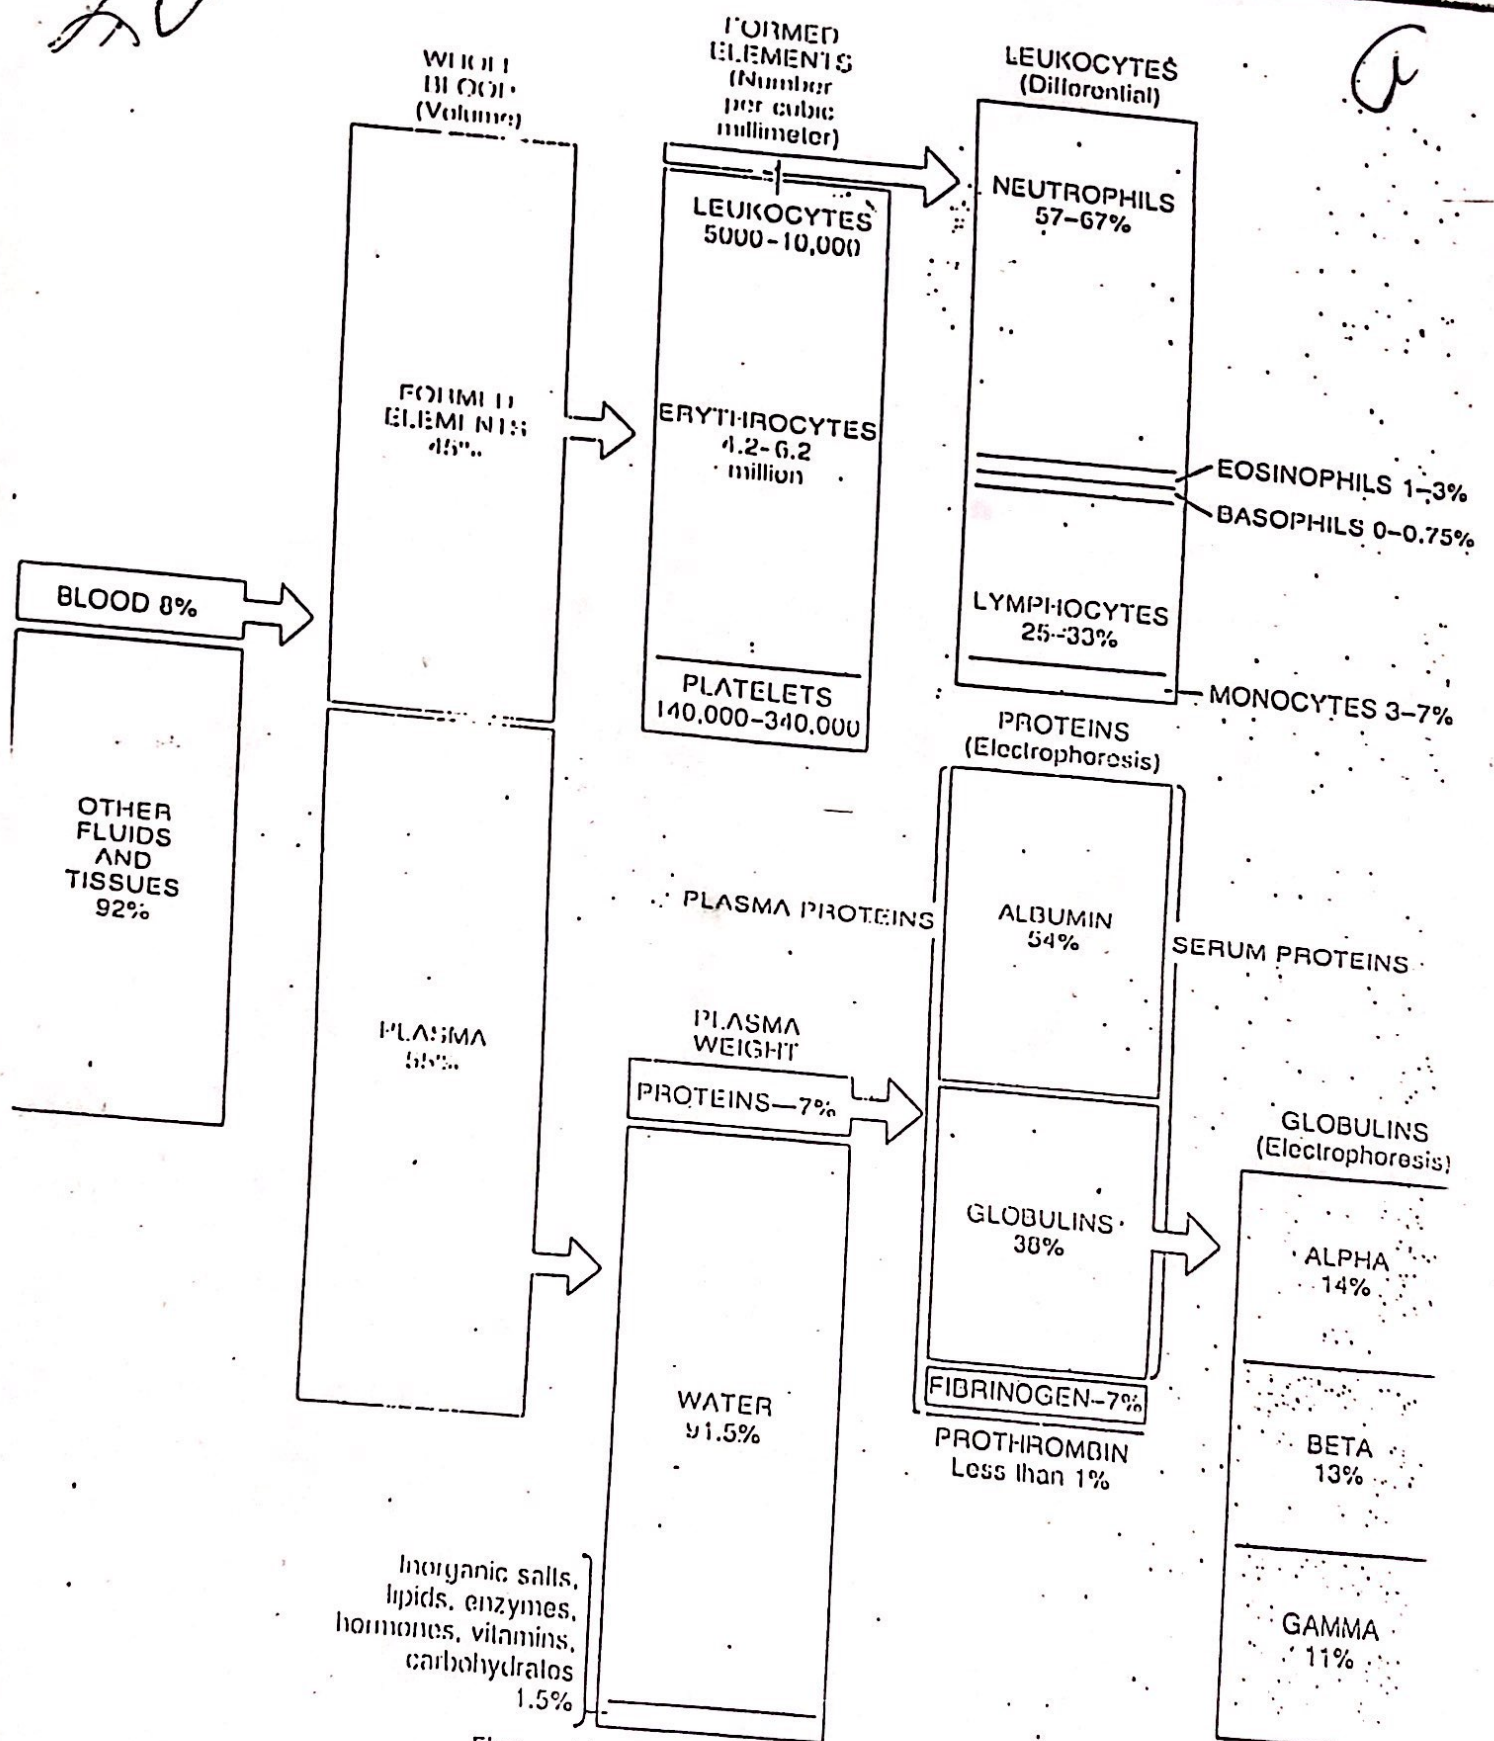 WHOLE
BLOOD
(Volume)
FORMED
ELEMENTS
45%
PLASMA
55%
BLOOD 8%
OTHER
FLUIDS
AND
TISSUES
92%
FORMED
ELEMENTS
(Number
per cubic
millimeter)
LEUKOCYTES
5000-10,000
ERYTHROCYTES
4.2-6.2
million
PLATELETS
140,000-340,000
LEUKOCYTES
(Differential)
NEUTROPHILS
57-67%
EOSINOPHILS 1-3%
BASOPHILS 0-0.75%
LYMPHOCYTES
25-33%
MONOCYTES 3-7%
PROTEINS
(Electrophoresis)
PLASMA PROTEINS
ALBUMIN
54%
SERUM PROTEINS
GLOBULINS
38%
FIBRINOGEN-7%
PROTHROMBIN
Less than 1%
PLASMA
WEIGHT
PROTEINS—7%
WATER
91.5%
Inorganic salts,
lipids, enzymes,
hormones, vitamins,
carbohydrates
1.5%
GLOBULINS
(Electrophoresis)
ALPHA
14%
BETA
13%
GAMMA
11%